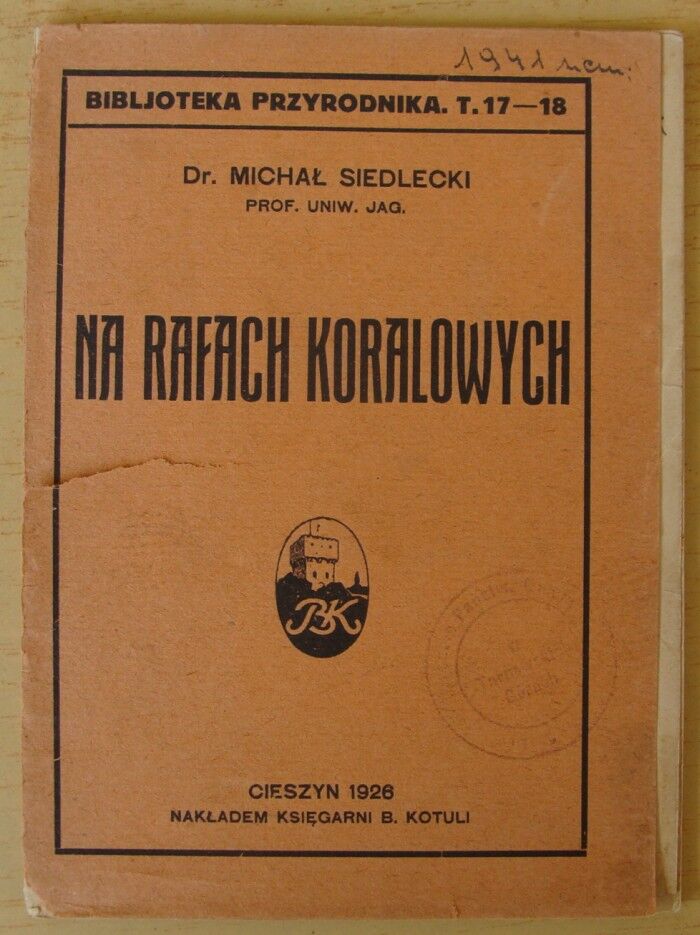 1941
BIBLJOTEKA PRZYRODNIKA. T. 17—18
Dr. MICHAŁ SIEDLECKI
PROF. UNIW. JAG.
NA RAFACH KORALOWYCH
BK
CIESZYN 1926
NAKŁADEM KSIĘGARNI B. KOTULI